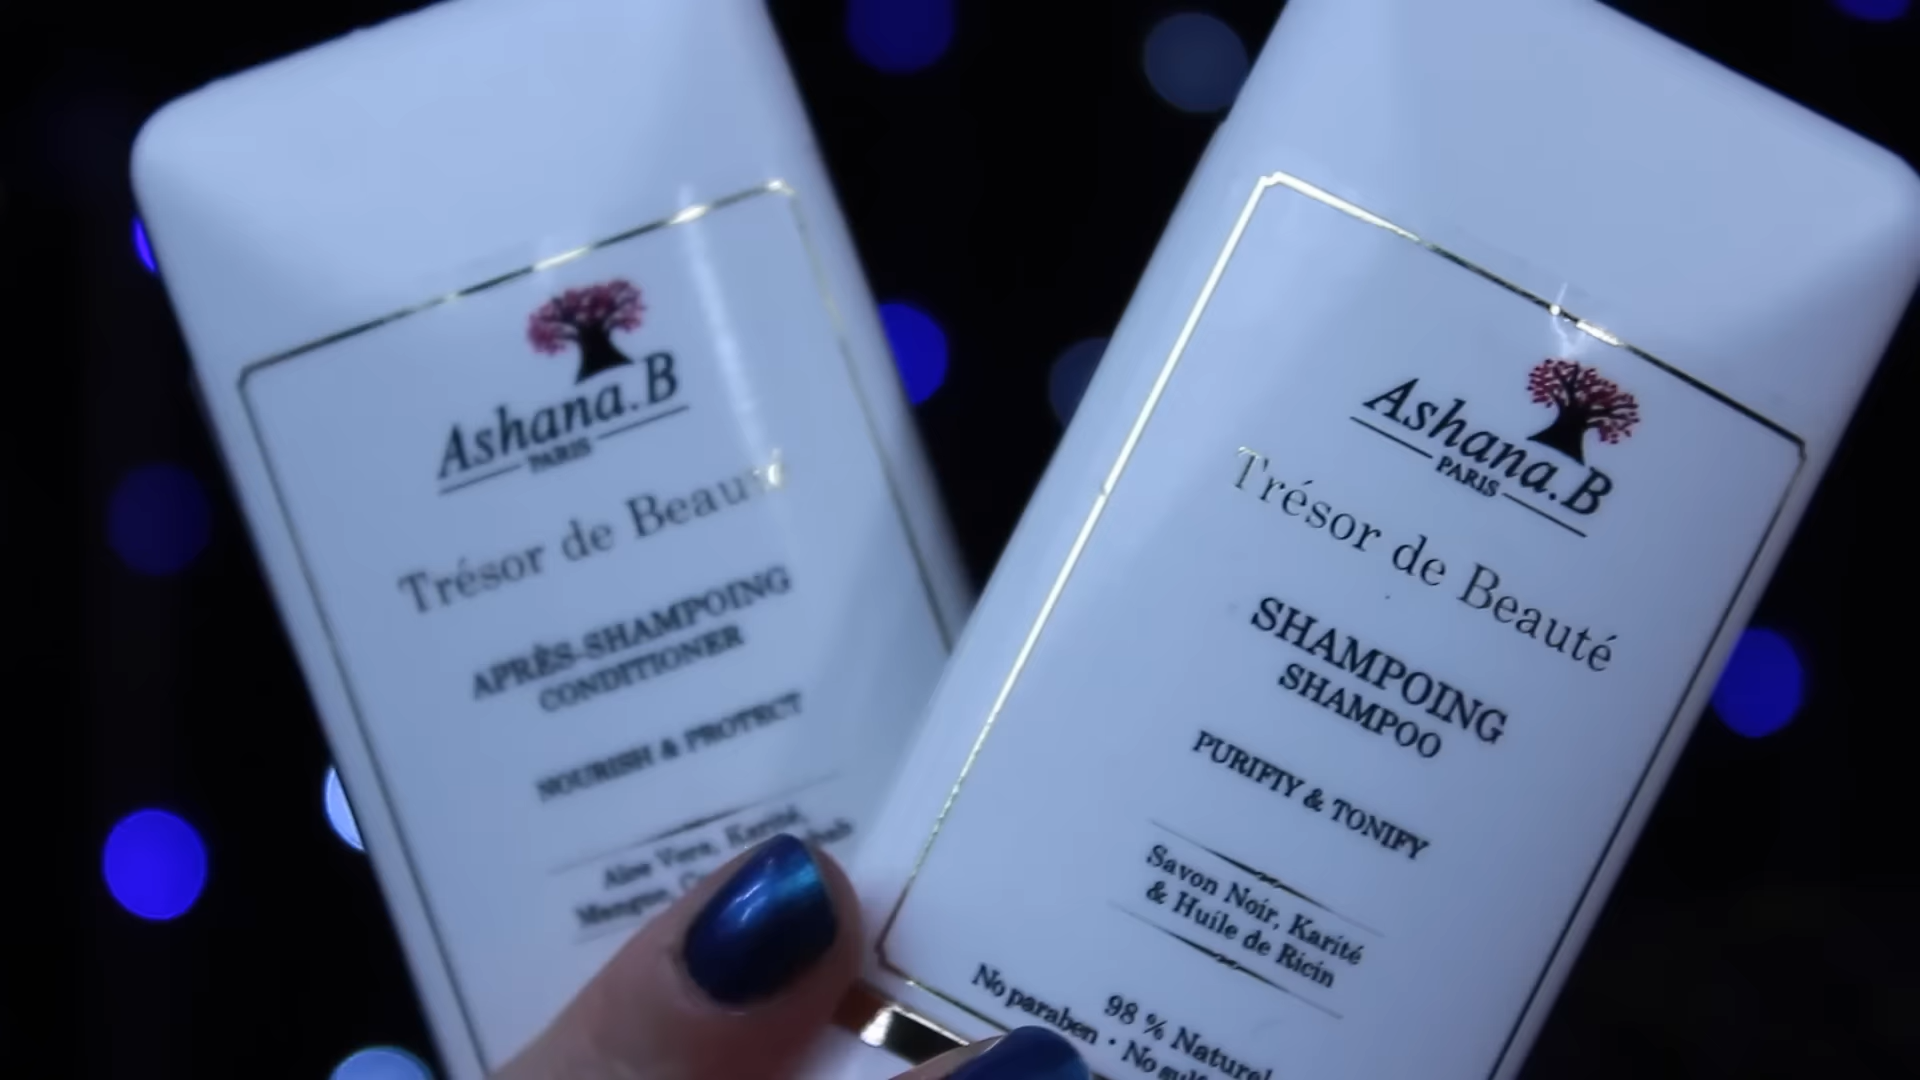 Ashana.B
PARIS
Trésor de Beauté
APRÈS-SHAMPOING
CONDITIONER
NOURISH & PROTECT
Aloe Vera, Karité,
Ashana.B
PARIS
Trésor de Beauté
SHAMPOING
SHAMPOO
PURIFIY & TONIFY
Savon Noir, Karité
& Huile de Ricin
98 % Naturel
No paraben • No